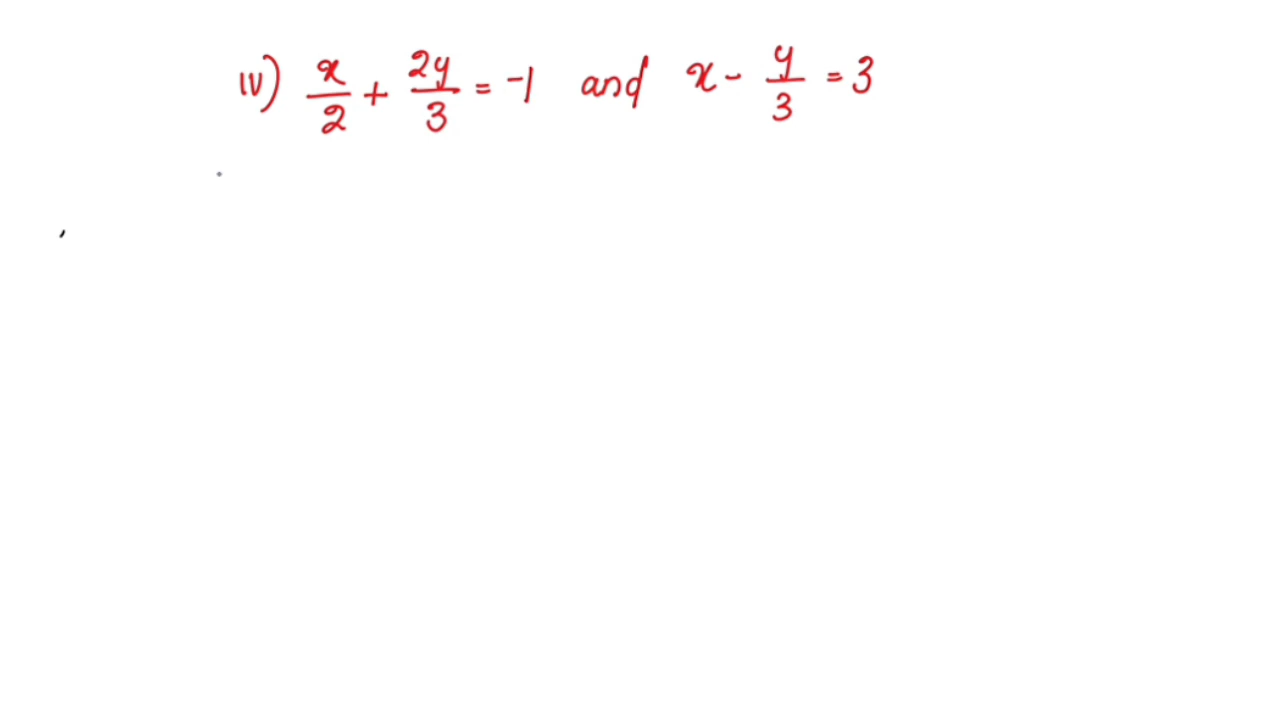 iv) x/2 + 2y/3 = -1 and x - y/3 = 3